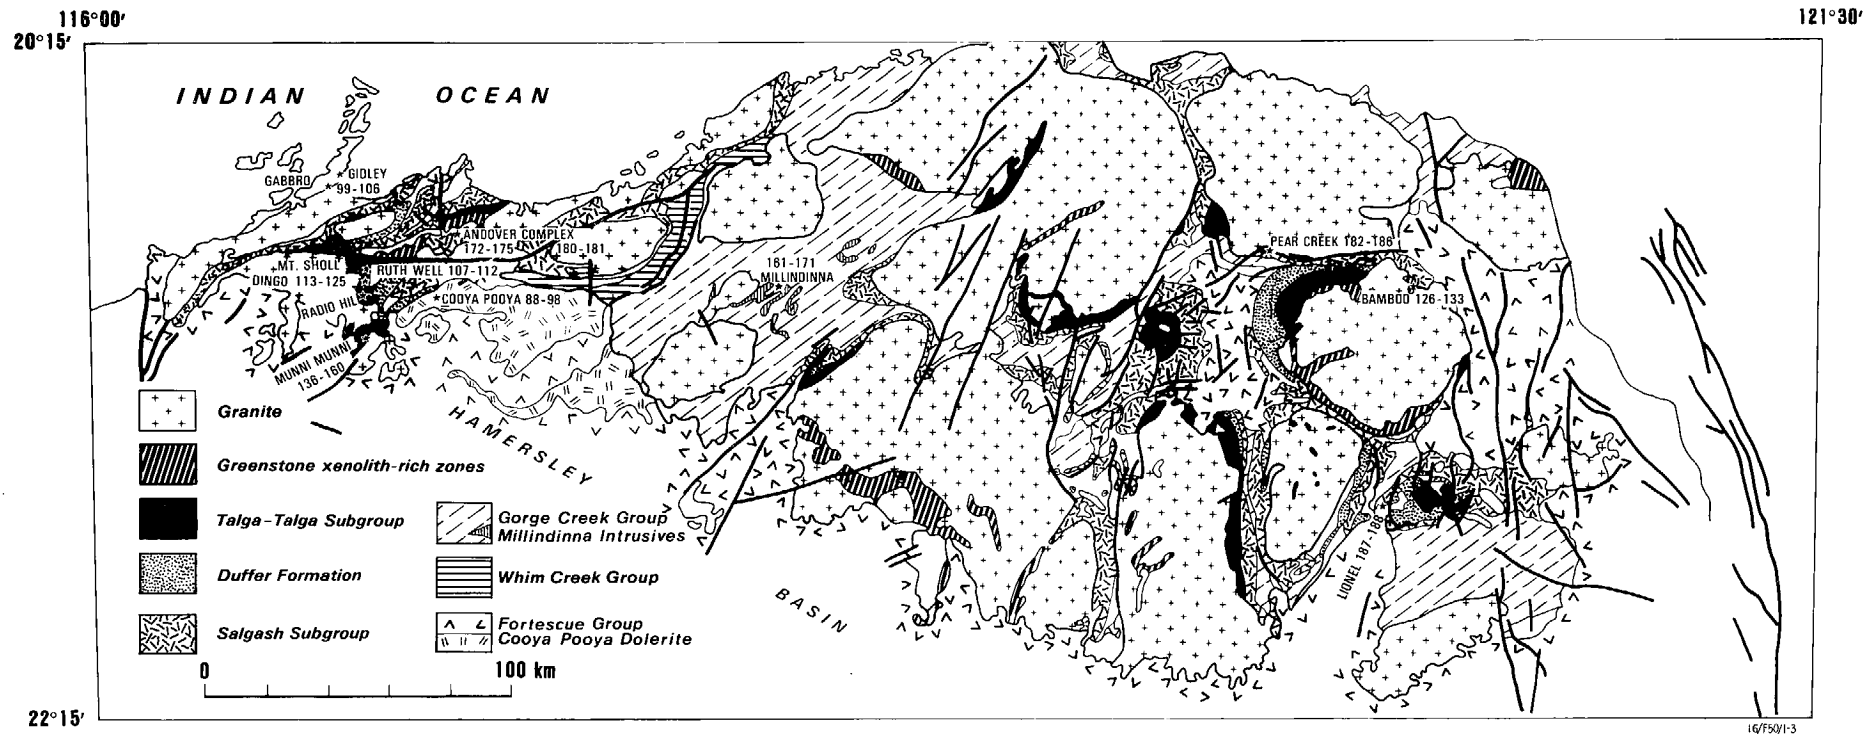 116°00'
121°30'
20°15'
INDIAN OCEAN
GABBRO
GIDLEY
99-106
ANDOVER COMPLEX
172-175
180-181
MT. SHOLL
DINGO 113-125
RUTH WELL 107-112
RADIO HILL
COOYA POOYA 88-98
MUNNI MUNNI
136-160
161-171
MILLINDINNA
PEAR CREEK 182-186
BAMBOO 126-133
LIONEL 187-188
HAMERSLEY
BASIN
Granite
Greenstone xenolith-rich zones
Talga-Talga Subgroup
Duffer Formation
Salgash Subgroup
Gorge Creek Group
Millindinna Intrusives
Whim Creek Group
Fortescue Group
Cooya Pooya Dolerite
0
100 km
22°15'
16/F50/1-3